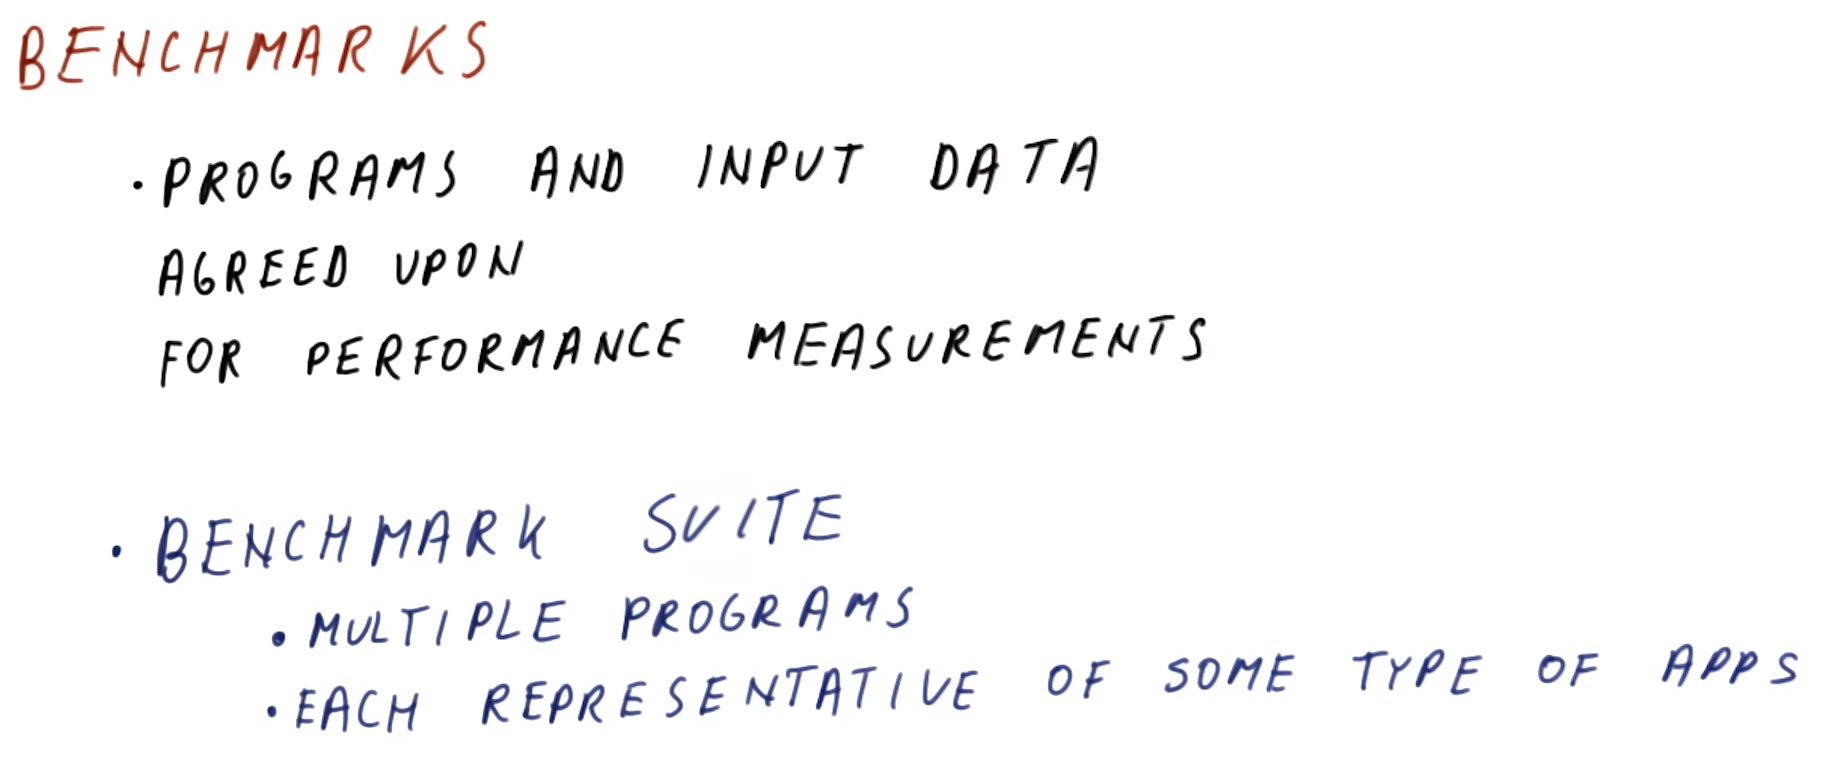 BENCHMARKS
• PROGRAMS AND INPUT DATA
AGREED UPON
FOR PERFORMANCE MEASUREMENTS
• BENCHMARK SUITE
• MULTIPLE PROGRAMS
• EACH REPRESENTATIVE OF SOME TYPE OF APPS